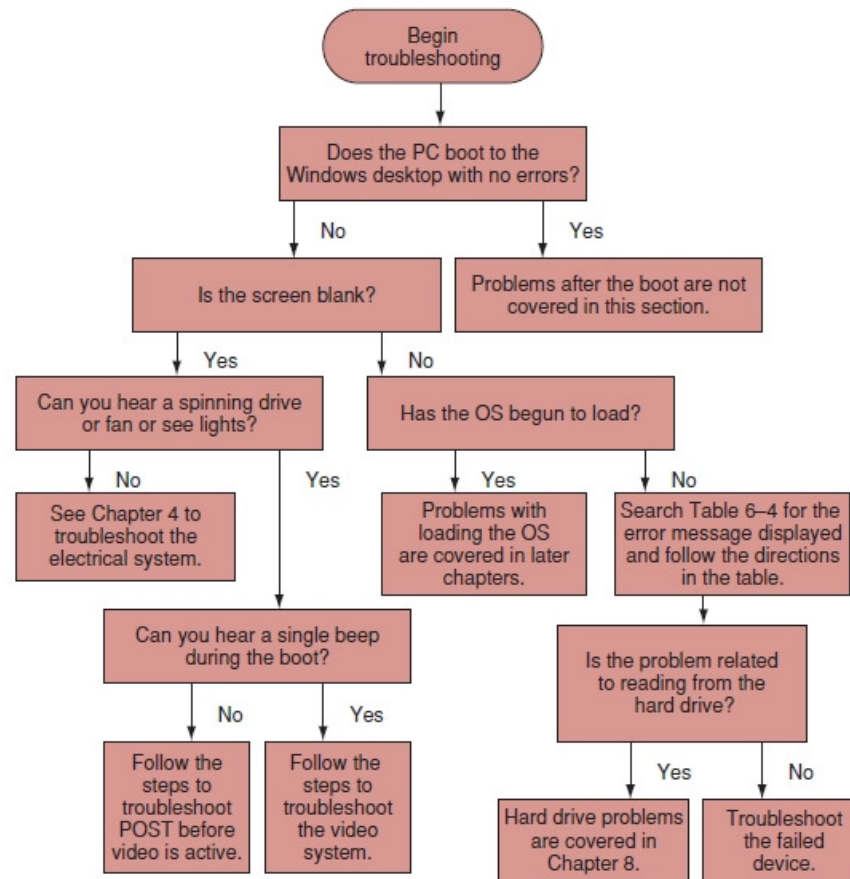 Begin
troubleshooting
Does the PC boot to the
Windows desktop with no errors?
No
Yes
Is the screen blank?
Problems after the boot are not
covered in this section.
Yes
No
Can you hear a spinning drive
or fan or see lights?
Has the OS begun to load?
No
Yes
Yes
No
See Chapter 4 to
troubleshoot the
electrical system.
Problems with
loading the OS
are covered in later
chapters.
Search Table 6–4 for the
error message displayed
and follow the directions
in the table.
Can you hear a single beep
during the boot?
Is the problem related
to reading from the
hard drive?
No
Yes
Follow the
steps to
troubleshoot
POST before
video is active.
Follow the
steps to
troubleshoot
the video
system.
Yes
No
Hard drive problems
are covered in
Chapter 8.
Troubleshoot
the failed
device.